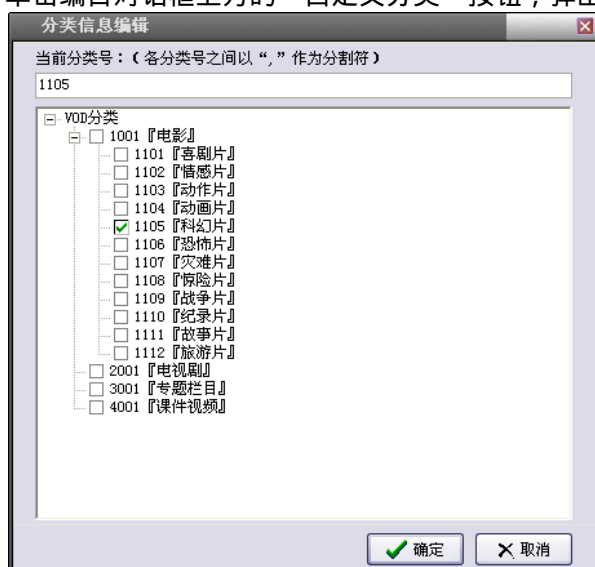 分类信息编辑
当前分类号：（各分类号之间以“，”作为分割符）
1105
VOD分类
1001『电影』
1101『喜剧片』
1102『情感片』
1103『动作片』
1104『动画片』
1105『科幻片』
1106『恐怖片』
1107『灾难片』
1108『惊险片』
1109『战争片』
1110『纪录片』
1111『故事片』
1112『旅游片』
2001『电视剧』
3001『专题栏目』
4001『课件视频』
确定 取消